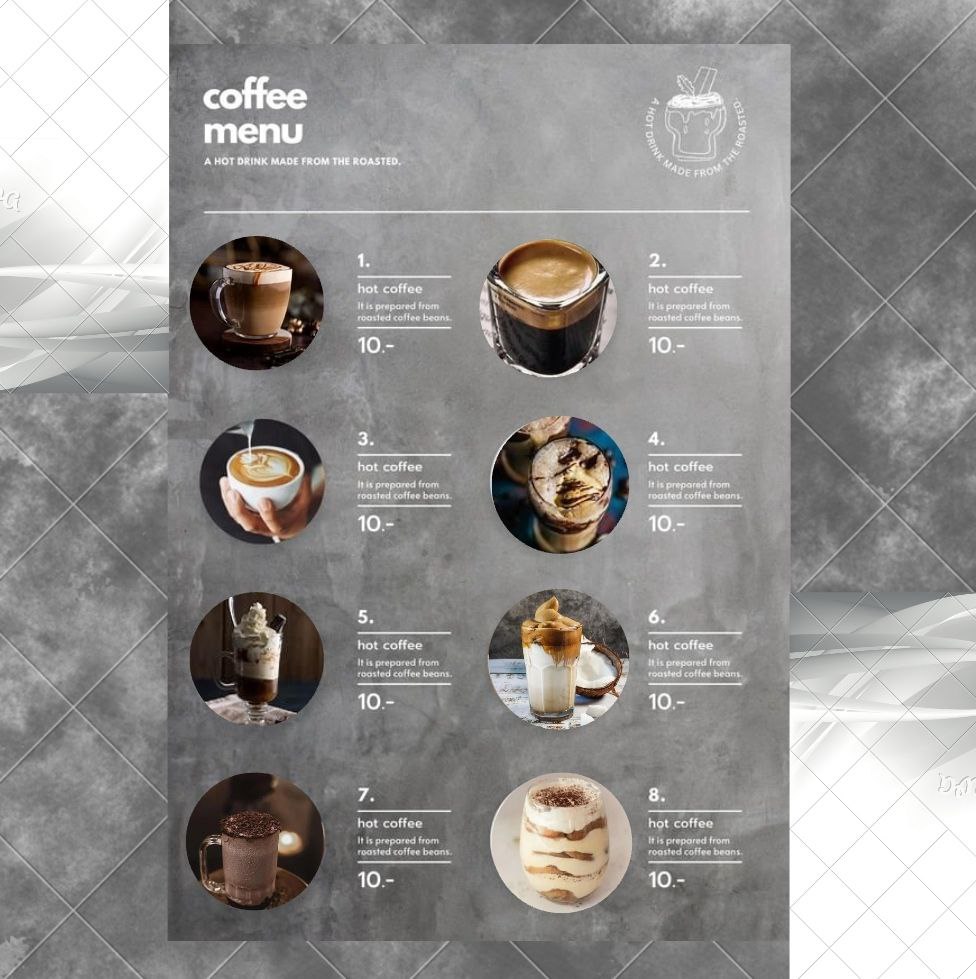 coffee
menu
A HOT DRINK MADE FROM THE ROASTED.
A HOT DRINK MADE FROM THE ROASTED.
1.
hot coffee
It is prepared from
roasted coffee beans.
10.-
2.
hot coffee
It is prepared from
roasted coffee beans.
10.-
3.
hot coffee
It is prepared from
roasted coffee beans.
10.-
4.
hot coffee
It is prepared from
roasted coffee beans.
10.-
5.
hot coffee
It is prepared from
roasted coffee beans.
10.-
6.
hot coffee
It is prepared from
roasted coffee beans.
10.-
7.
hot coffee
It is prepared from
roasted coffee beans.
10.-
8.
hot coffee
It is prepared from
roasted coffee beans.
10.-